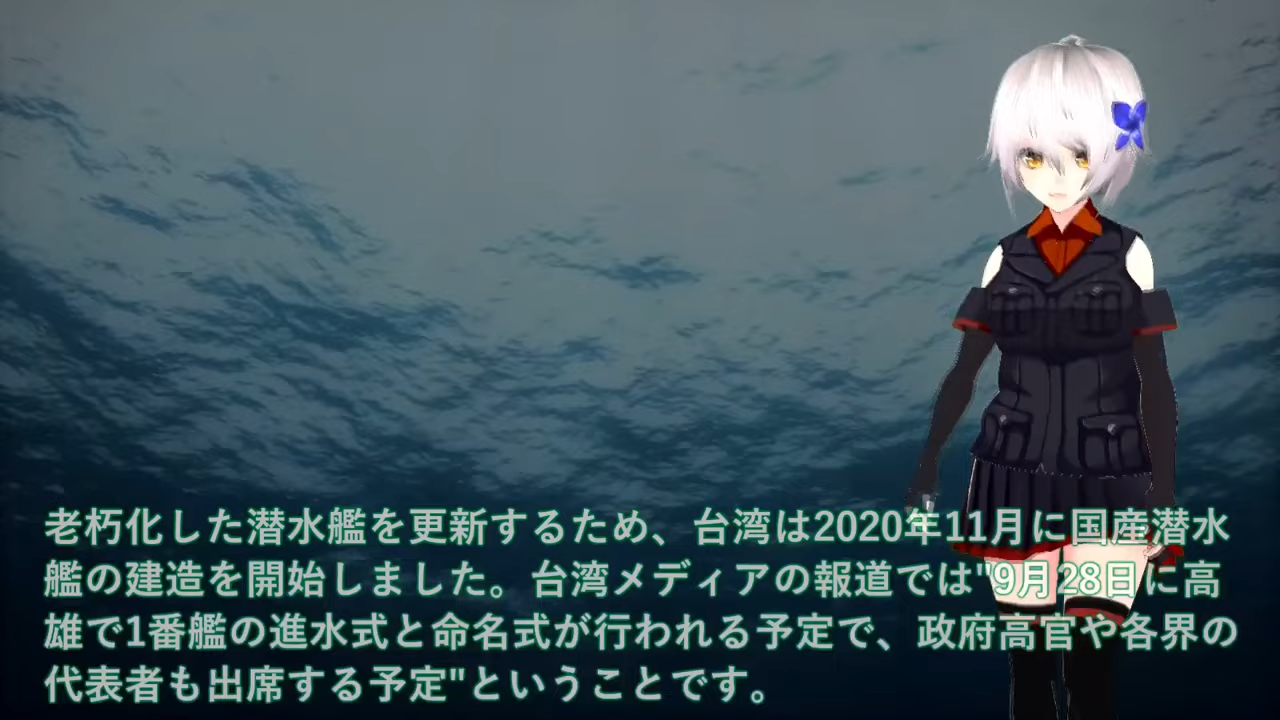 老朽化した潜水艦を更新するため、台湾は2020年11月に国産潜水
艦の建造を開始しました。台湾メディアの報道では"9月28日に高
雄で1番艦の進水式と命名式が行われる予定で、政府高官や各界の
代表者も出席する予定"ということです。